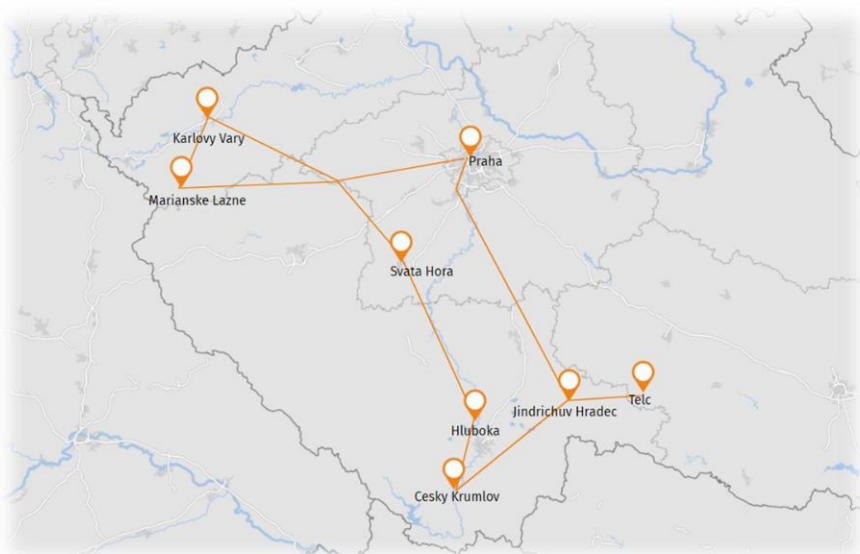 Karlovy Vary
Praha
Marianske Lazne
Svata Hora
Telc
Jindrichuv Hradec
Hluboka
Cesky Krumlov